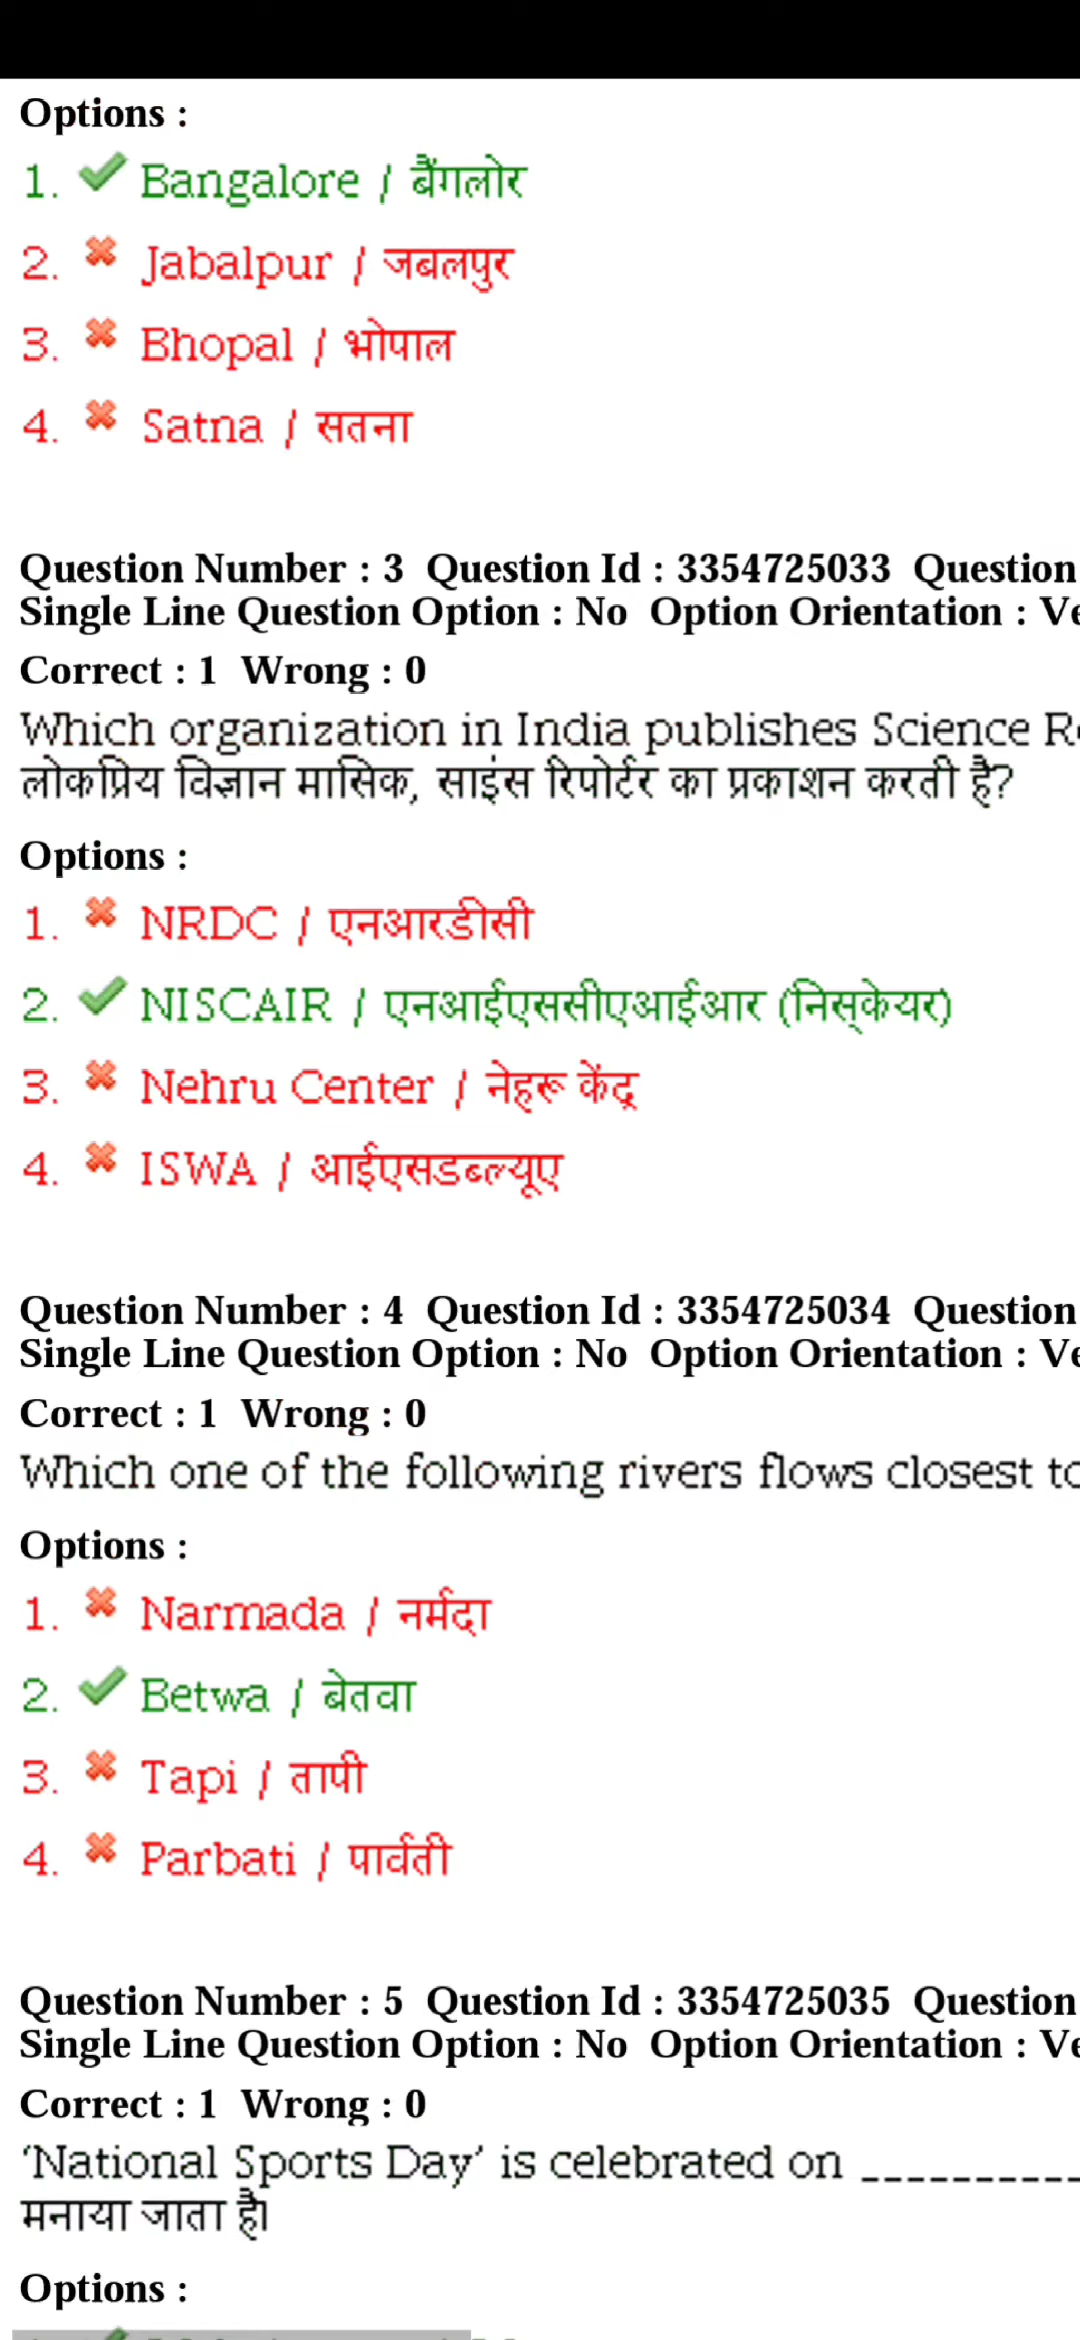 Options :
1. Bangalore / बैंगलोर
2. Jabalpur / जबलपुर
3. Bhopal / भोपाल
4. Satna / सतना
Question Number : 3 Question Id : 3354725033 Question
Single Line Question Option : No Option Orientation :
Correct : 1 Wrong : 0
Which organization in India publishes Science
लोकप्रिय विज्ञान मासिक, साइंस रिपोर्टर का प्रकाशन करती है?
Options :
1. NRDC / एनआरडीसी
2. NISCAIR / एनआईएससीएआईआर (निस्केयर)
3. Nehru Center / नेहरू केंद्र
4. ISWA / आईएसडब्ल्यूए
Question Number : 4 Question Id : 3354725034 Question
Single Line Question Option : No Option Orientation :
Correct : 1 Wrong : 0
Which one of the following rivers flows closest
Options :
1. Narmada / नर्मदा
2. Betwa / बेतवा
3. Tapi / तापी
4. Parbati / पार्वती
Question Number : 5 Question Id : 3354725035 Question
Single Line Question Option : No Option Orientation :
Correct : 1 Wrong : 0
‘National Sports Day’ is celebrated on __________
मनाया जाता है।
Options :